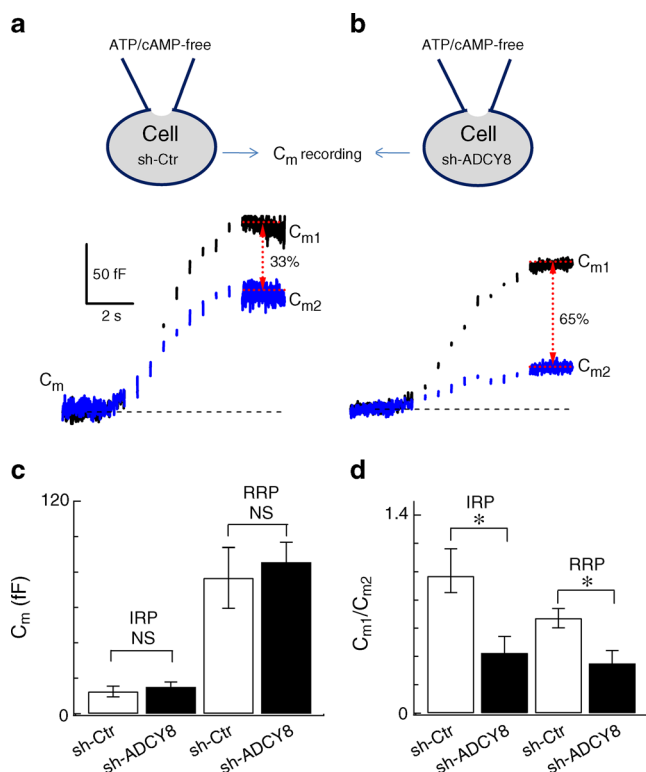 a
b
ATP/cAMP-free
ATP/cAMP-free
Cell
sh-Ctr
Cm recording
Cell
sh-ADCY8
50 fF
2 s
Cm
Cm1
33%
Cm2
Cm1
65%
Cm2
c
d
120
0
Cm (fF)
IRP
NS
RRP
NS
sh-Ctr
sh-ADCY8
sh-Ctr
sh-ADCY8
1.4
0
Cm1/Cm2
IRP
*
RRP
*
sh-Ctr
sh-ADCY8
sh-Ctr
sh-ADCY8